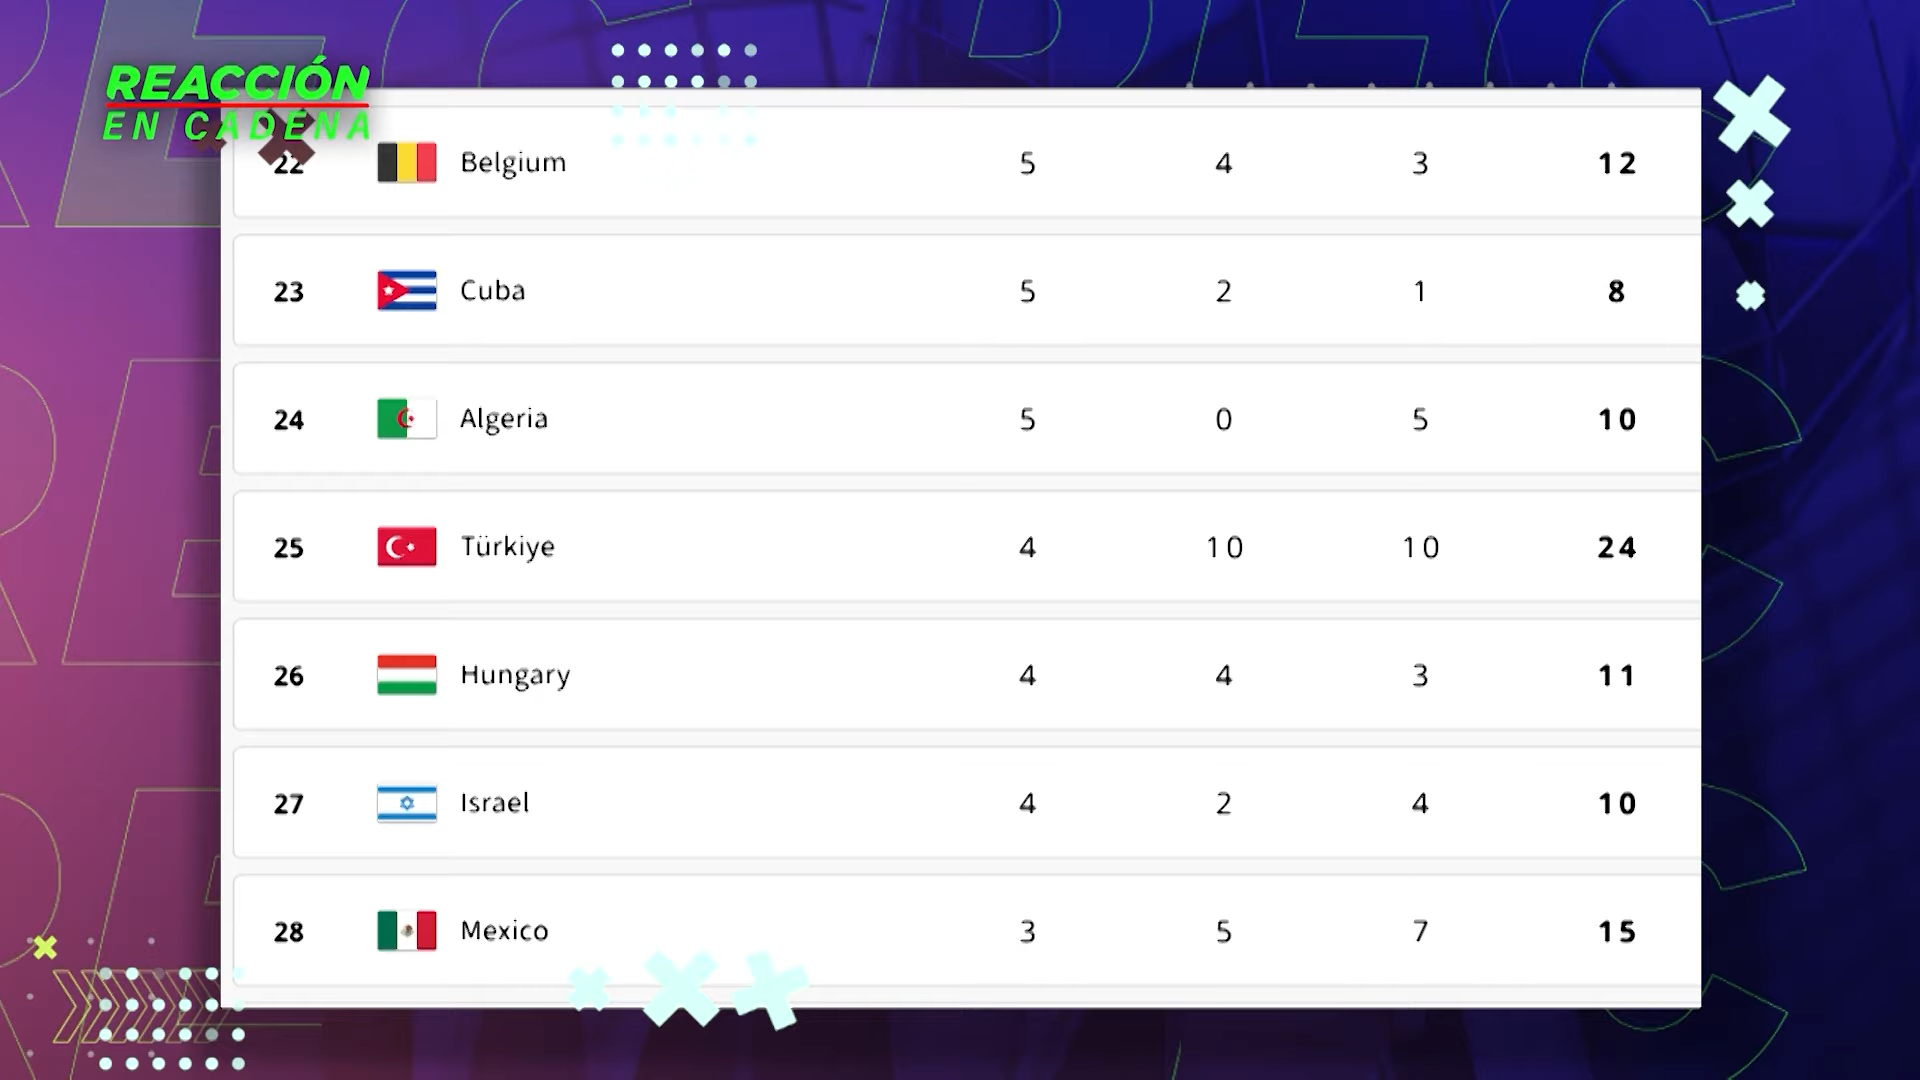 REACCIÓN
EN CADENA
22 Belgium 5 4 3 12
23 Cuba 5 2 1 8
24 Algeria 5 0 5 10
25 Türkiye 4 10 10 24
26 Hungary 4 4 3 11
27 Israel 4 2 4 10
28 Mexico 3 5 7 15